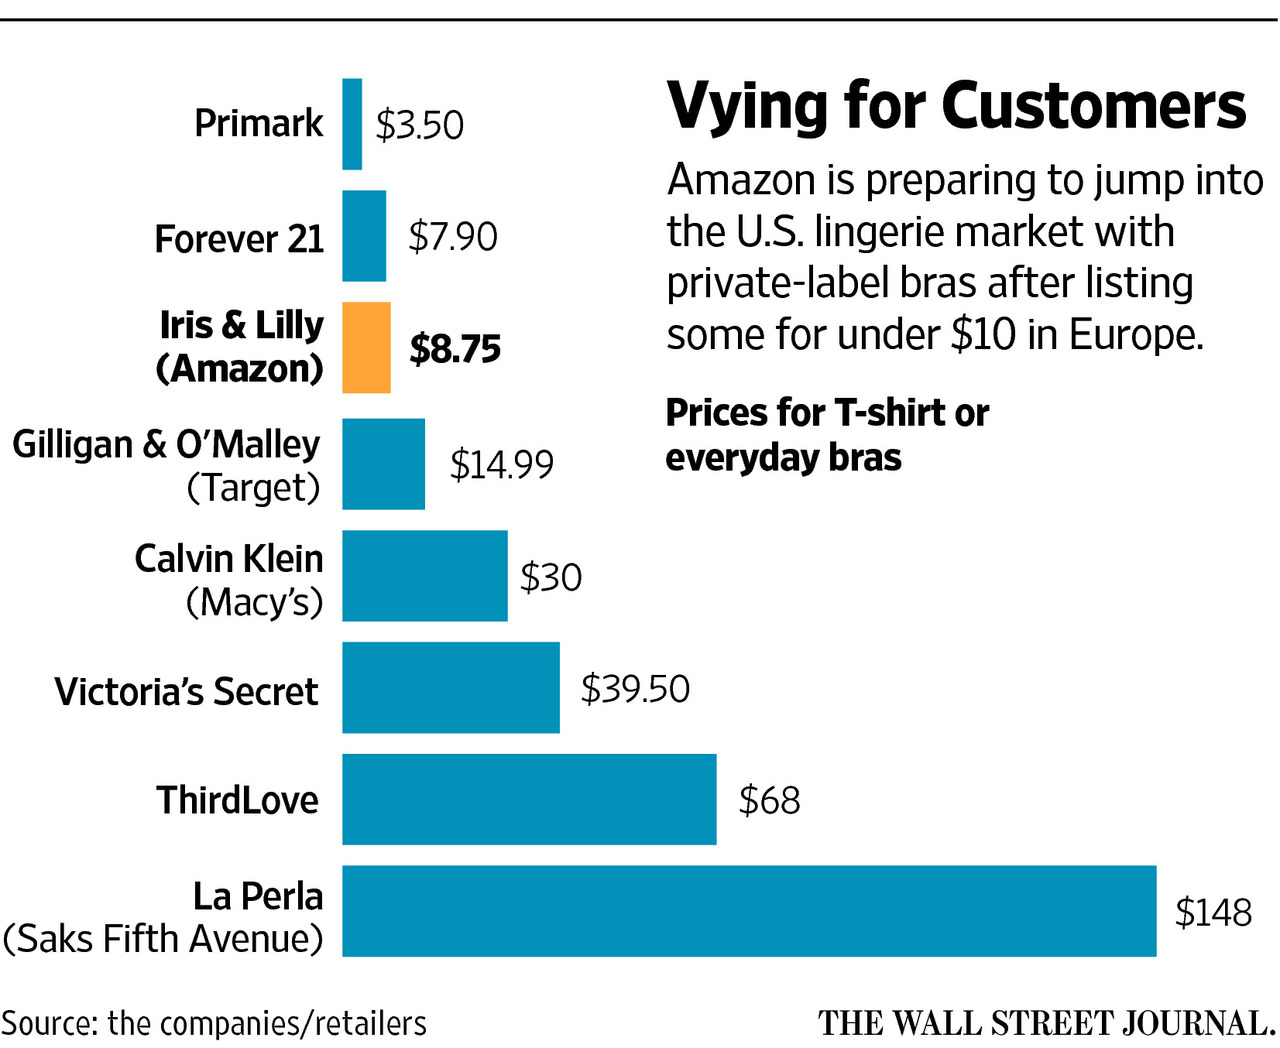 Vying for Customers
Amazon is preparing to jump into
the U.S. lingerie market with
private-label bras after listing
some for under $10 in Europe.
Prices for T-shirt or
everyday bras
Primark $3.50
Forever 21 $7.90
Iris & Lilly
(Amazon) $8.75
Gilligan & O’Malley
(Target) $14.99
Calvin Klein
(Macy’s) $30
Victoria’s Secret $39.50
ThirdLove $68
La Perla
(Saks Fifth Avenue) $148
Source: the companies/retailers
THE WALL STREET JOURNAL.